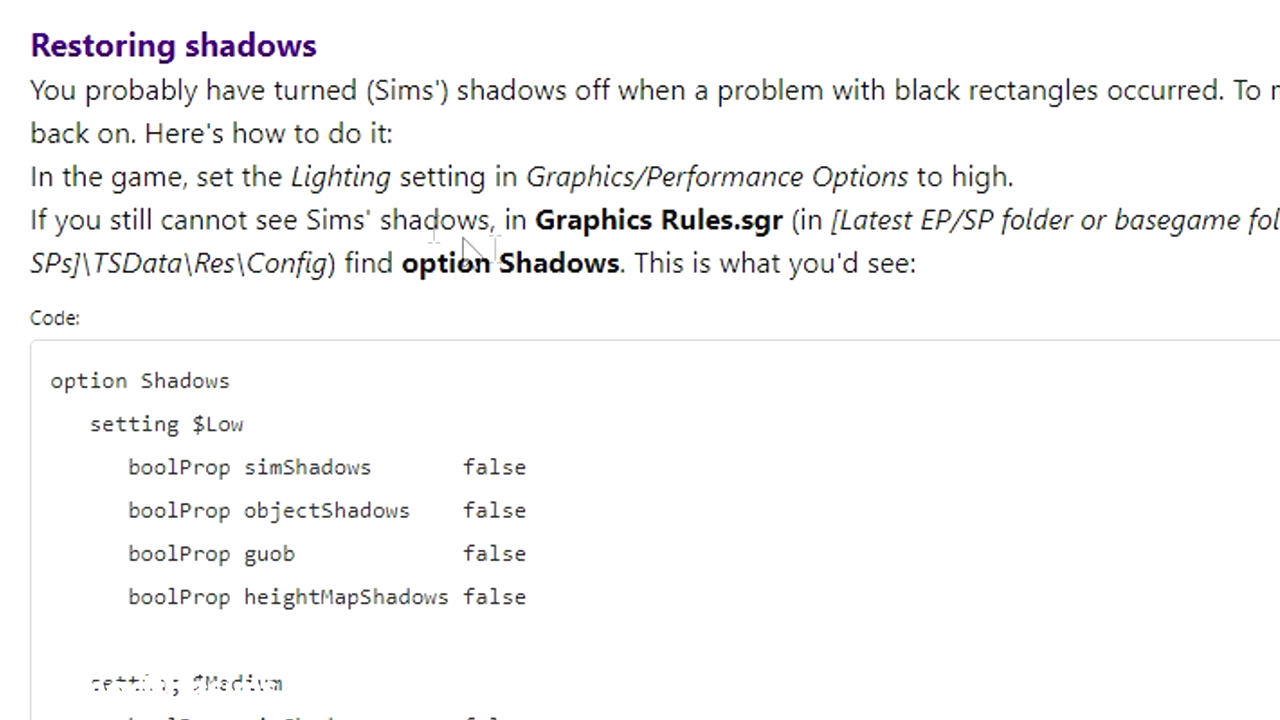 Restoring shadows
You probably have turned (Sims') shadows off when a problem with black rectangles occurred. To
back on. Here's how to do it:
In the game, set the Lighting setting in Graphics/Performance Options to high.
If you still cannot see Sims' shadows, in Graphics Rules.sgr (in [Latest EP/SP folder or basegame fol
SPs]\TSData\Res\Config) find option Shadows. This is what you'd see:
Code:
option Shadows
setting $Low
boolProp simShadows false
boolProp objectShadows false
boolProp guob false
boolProp heightMapShadows false
setting $Medium